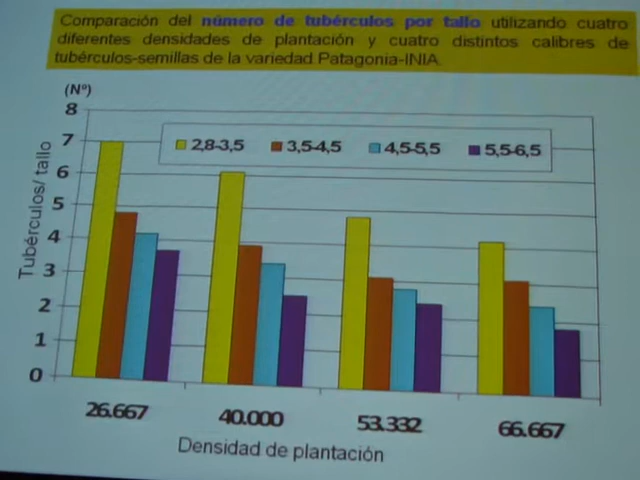 Comparación del número de tubérculos por tallo utilizando cuatro
diferentes densidades de plantación y cuatro distintos calibres de
tubérculos-semillas de la variedad Patagonia-INIA.
(Nº)
8
7
6
5
4
3
2
1
0
Tubérculos/ tallo
2,8-3,5 3,5-4,5 4,5-5,5 5,5-6,5
26.667 40.000 53.332 66.667
Densidad de plantación